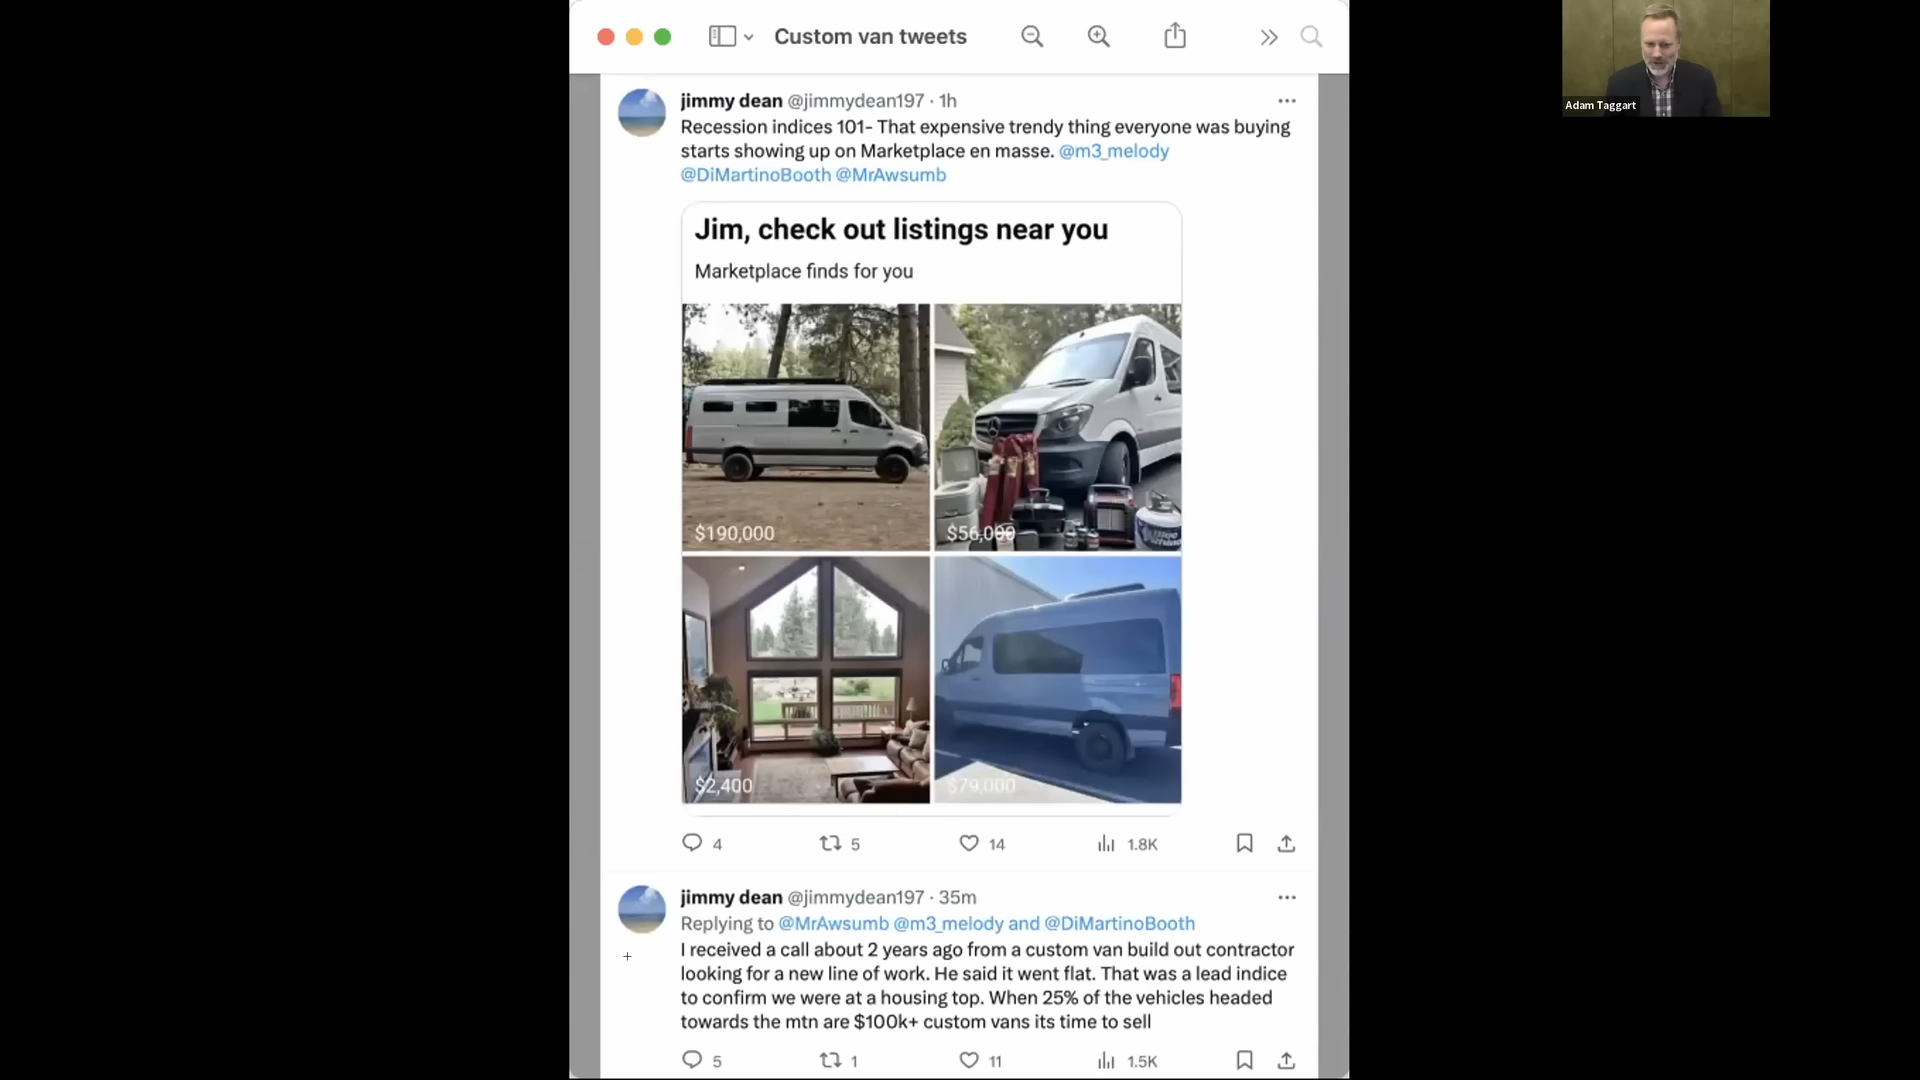 Custom van tweets
Adam Taggart
jimmy dean @jimmydean197 · 1h
Recession indices 101- That expensive trendy thing everyone was buying
starts showing up on Marketplace en masse. @m3_melody
@DiMartinoBooth @MrAwsumb
Jim, check out listings near you
Marketplace finds for you
$190,000
$56,000
$2,400
$79,000
4 5 14 1.8K
jimmy dean @jimmydean197 · 35m
Replying to @MrAwsumb @m3_melody and @DiMartinoBooth
I received a call about 2 years ago from a custom van build out contractor
looking for a new line of work. He said it went flat. That was a lead indice
to confirm we were at a housing top. When 25% of the vehicles headed
towards the mtn are $100k+ custom vans its time to sell
5 1 11 1.5K